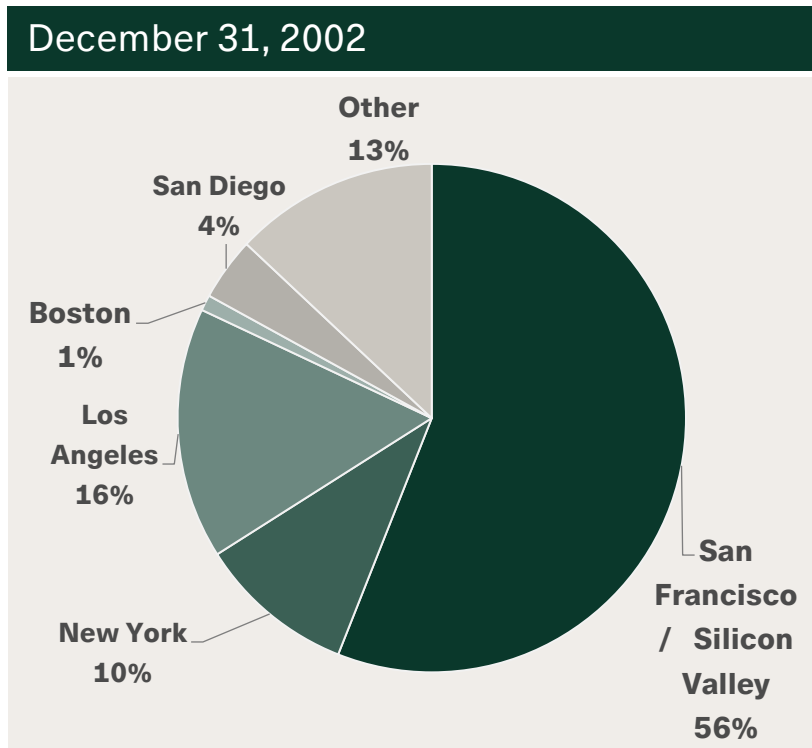 December 31, 2002
Other
13%
San Diego
4%
Boston
1%
Los
Angeles
16%
New York
10%
San
Francisco
/ Silicon
Valley
56%